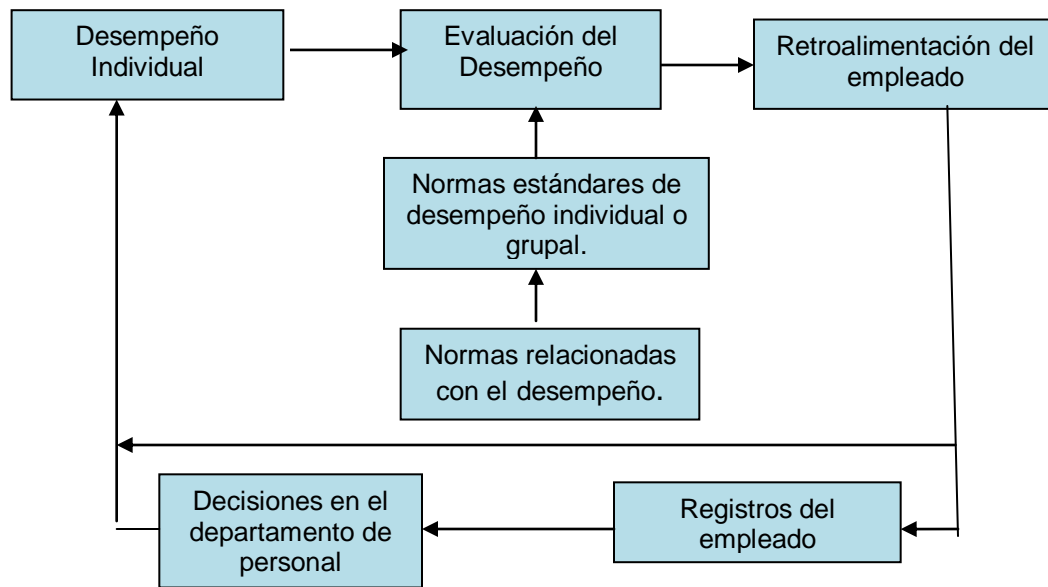 Desempeño
Individual
Evaluación del
Desempeño
Retroalimentación del
empleado
Normas estándares de
desempeño individual o
grupal.
Normas relacionadas
con el desempeño.
Decisiones en el
departamento de
personal
Registros del
empleado